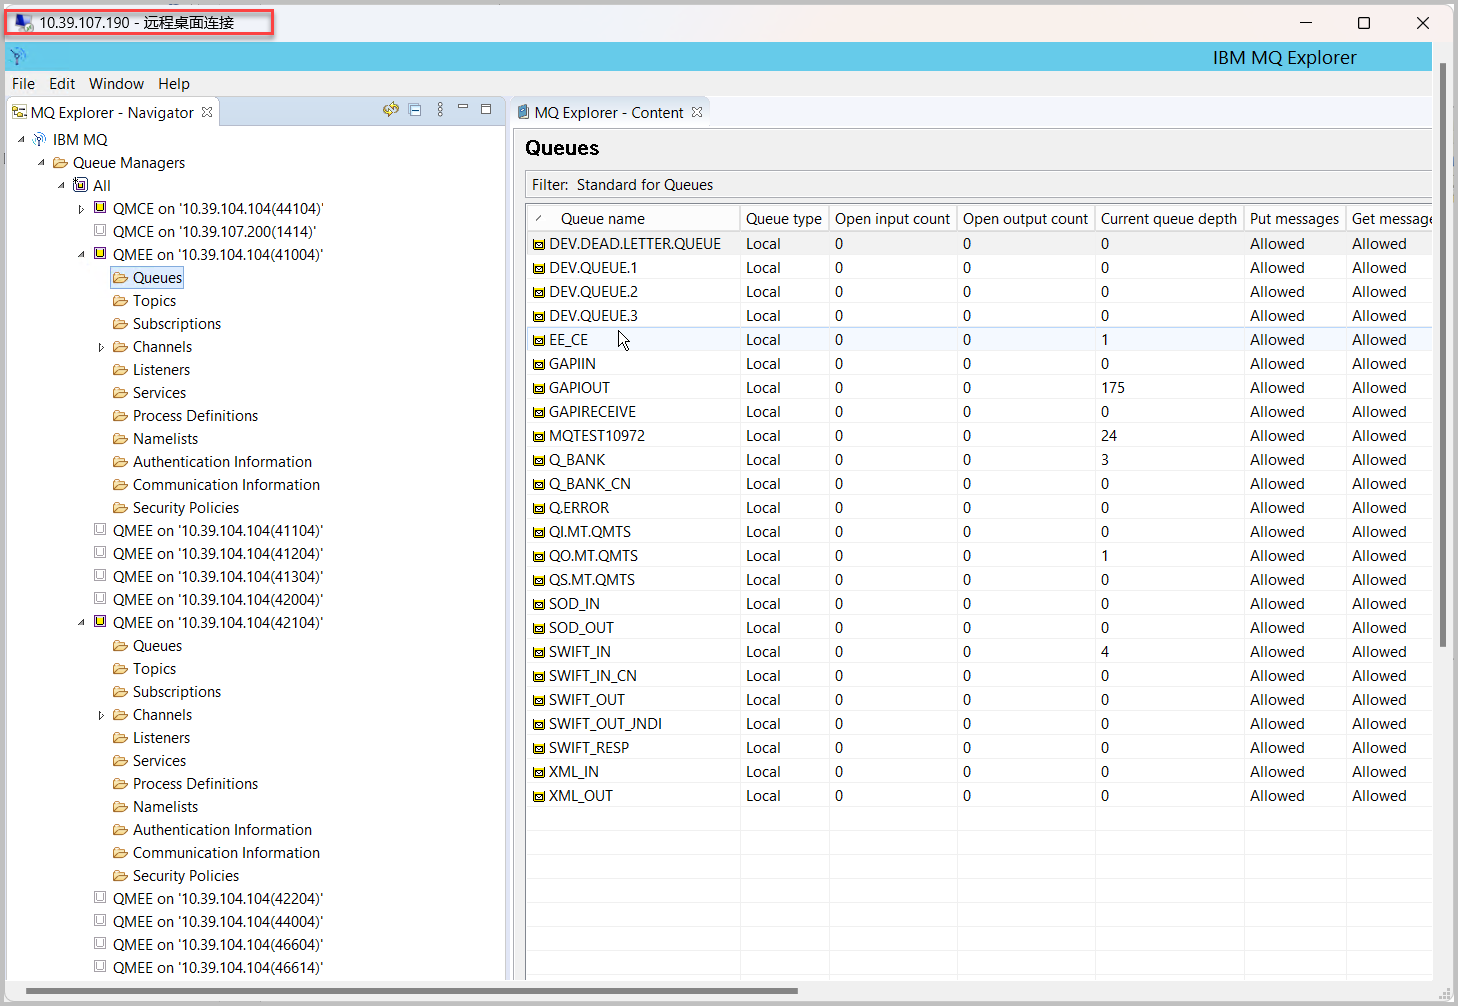 10.39.107.190 - 远程桌面连接
IBM MQ Explorer
File Edit Window Help
MQ Explorer - Navigator
IBM MQ
Queue Managers
All
QMCE on '10.39.104.104(44104)'
QMCE on '10.39.107.200(1414)'
QMEE on '10.39.104.104(41004)'
Queues
Topics
Subscriptions
Channels
Listeners
Services
Process Definitions
Namelists
Authentication Information
Communication Information
Security Policies
QMEE on '10.39.104.104(41104)'
QMEE on '10.39.104.104(41204)'
QMEE on '10.39.104.104(41304)'
QMEE on '10.39.104.104(42004)'
QMEE on '10.39.104.104(42104)'
Queues
Topics
Subscriptions
Channels
Listeners
Services
Process Definitions
Namelists
Authentication Information
Communication Information
Security Policies
QMEE on '10.39.104.104(42204)'
QMEE on '10.39.104.104(44004)'
QMEE on '10.39.104.104(46604)'
QMEE on '10.39.104.104(46614)'
MQ Explorer - Content
Queues
Filter: Standard for Queues
Queue name Queue type Open input count Open output count Current queue depth Put messages Get message
DEV.DEAD.LETTER.QUEUE Local 0 0 0 Allowed Allowed
DEV.QUEUE.1 Local 0 0 0 Allowed Allowed
DEV.QUEUE.2 Local 0 0 0 Allowed Allowed
DEV.QUEUE.3 Local 0 0 0 Allowed Allowed
EE_CE Local 0 0 1 Allowed Allowed
GAPIIN Local 0 0 0 Allowed Allowed
GAPIOUT Local 0 0 175 Allowed Allowed
GAPIRECEIVE Local 0 0 0 Allowed Allowed
MQTEST10972 Local 0 0 24 Allowed Allowed
Q_BANK Local 0 0 3 Allowed Allowed
Q_BANK_CN Local 0 0 0 Allowed Allowed
Q.ERROR Local 0 0 0 Allowed Allowed
QI.MT.QMTS Local 0 0 0 Allowed Allowed
QO.MT.QMTS Local 0 0 1 Allowed Allowed
QS.MT.QMTS Local 0 0 0 Allowed Allowed
SOD_IN Local 0 0 0 Allowed Allowed
SOD_OUT Local 0 0 0 Allowed Allowed
SWIFT_IN Local 0 0 4 Allowed Allowed
SWIFT_IN_CN Local 0 0 0 Allowed Allowed
SWIFT_OUT Local 0 0 0 Allowed Allowed
SWIFT_OUT_JNDI Local 0 0 0 Allowed Allowed
SWIFT_RESP Local 0 0 0 Allowed Allowed
XML_IN Local 0 0 0 Allowed Allowed
XML_OUT Local 0 0 0 Allowed Allowed